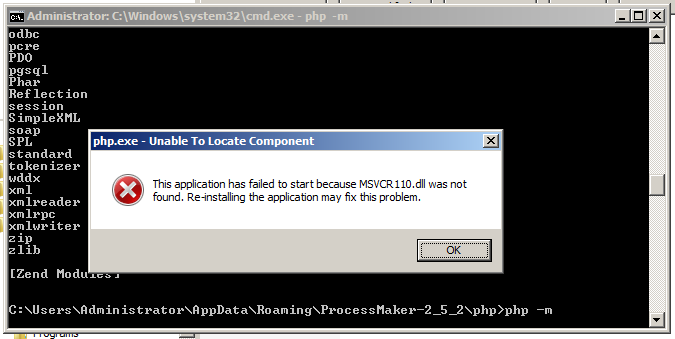 Administrator: C:\Windows\system32\cmd.exe - php -m
odbc
pcre
PDO
pgsql
Phar
Reflection
session
SimpleXML
soap
SPL
standard
tokenizer
wddx
xml
xmlreader
xmlrpc
xmlwriter
zip
zlib
php.exe - Unable To Locate Component
This application has failed to start because MSVCR110.dll was not
found. Re-installing the application may fix this problem.
OK
[Zend Modules]
C:\Users\Administrator\AppData\Roaming\ProcessMaker-2_5_2\php>php -m
Programs